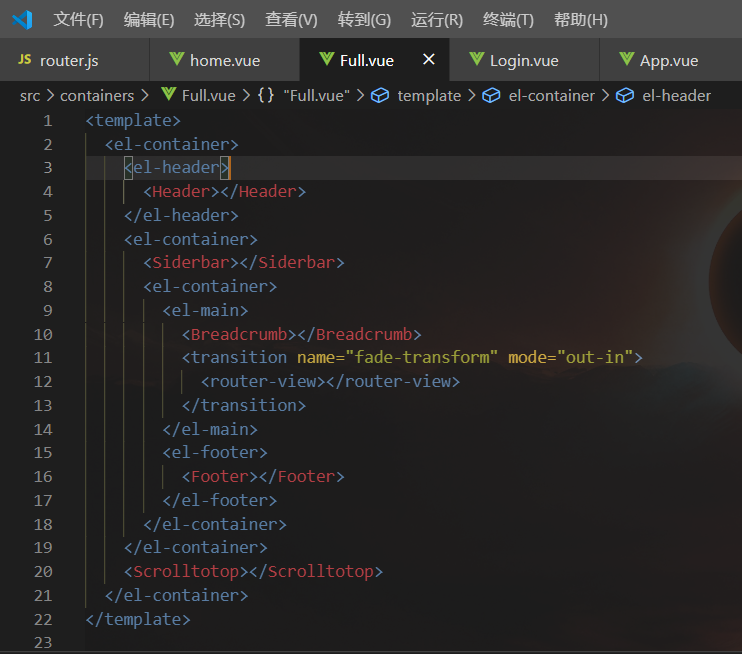 文件(F) 编辑(E) 选择(S) 查看(V) 转到(G) 运行(R) 终端(T) 帮助(H)
JS router.js home.vue Full.vue × Login.vue App.vue
src > containers > Full.vue > {} "Full.vue" > template > el-container > el-header
1 <template>
2 <el-container>
3 <el-header>
4 <Header></Header>
5 </el-header>
6 <el-container>
7 <Siderbar></Siderbar>
8 <el-container>
9 <el-main>
10 <Breadcrumb></Breadcrumb>
11 <transition name="fade-transform" mode="out-in">
12 <router-view></router-view>
13 </transition>
14 </el-main>
15 <el-footer>
16 <Footer></Footer>
17 </el-footer>
18 </el-container>
19 </el-container>
20 <Scrolltotop></Scrolltotop>
21 </el-container>
22 </template>
23